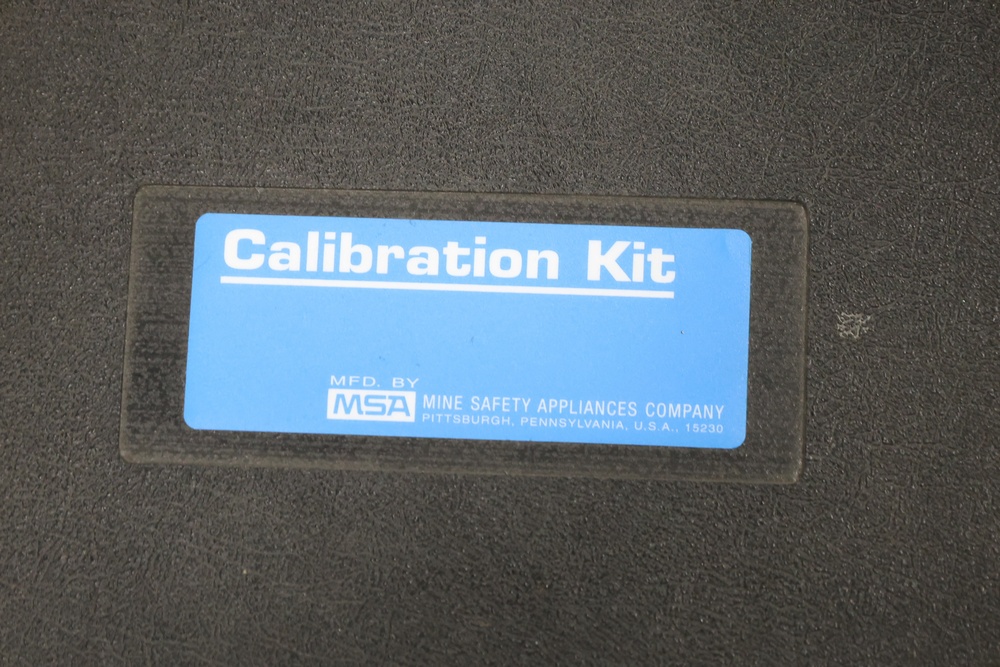 Calibration Kit
MFD. BY
MSA MINE SAFETY APPLIANCES COMPANY
PITTSBURGH, PENNSYLVANIA, U.S.A., 15230